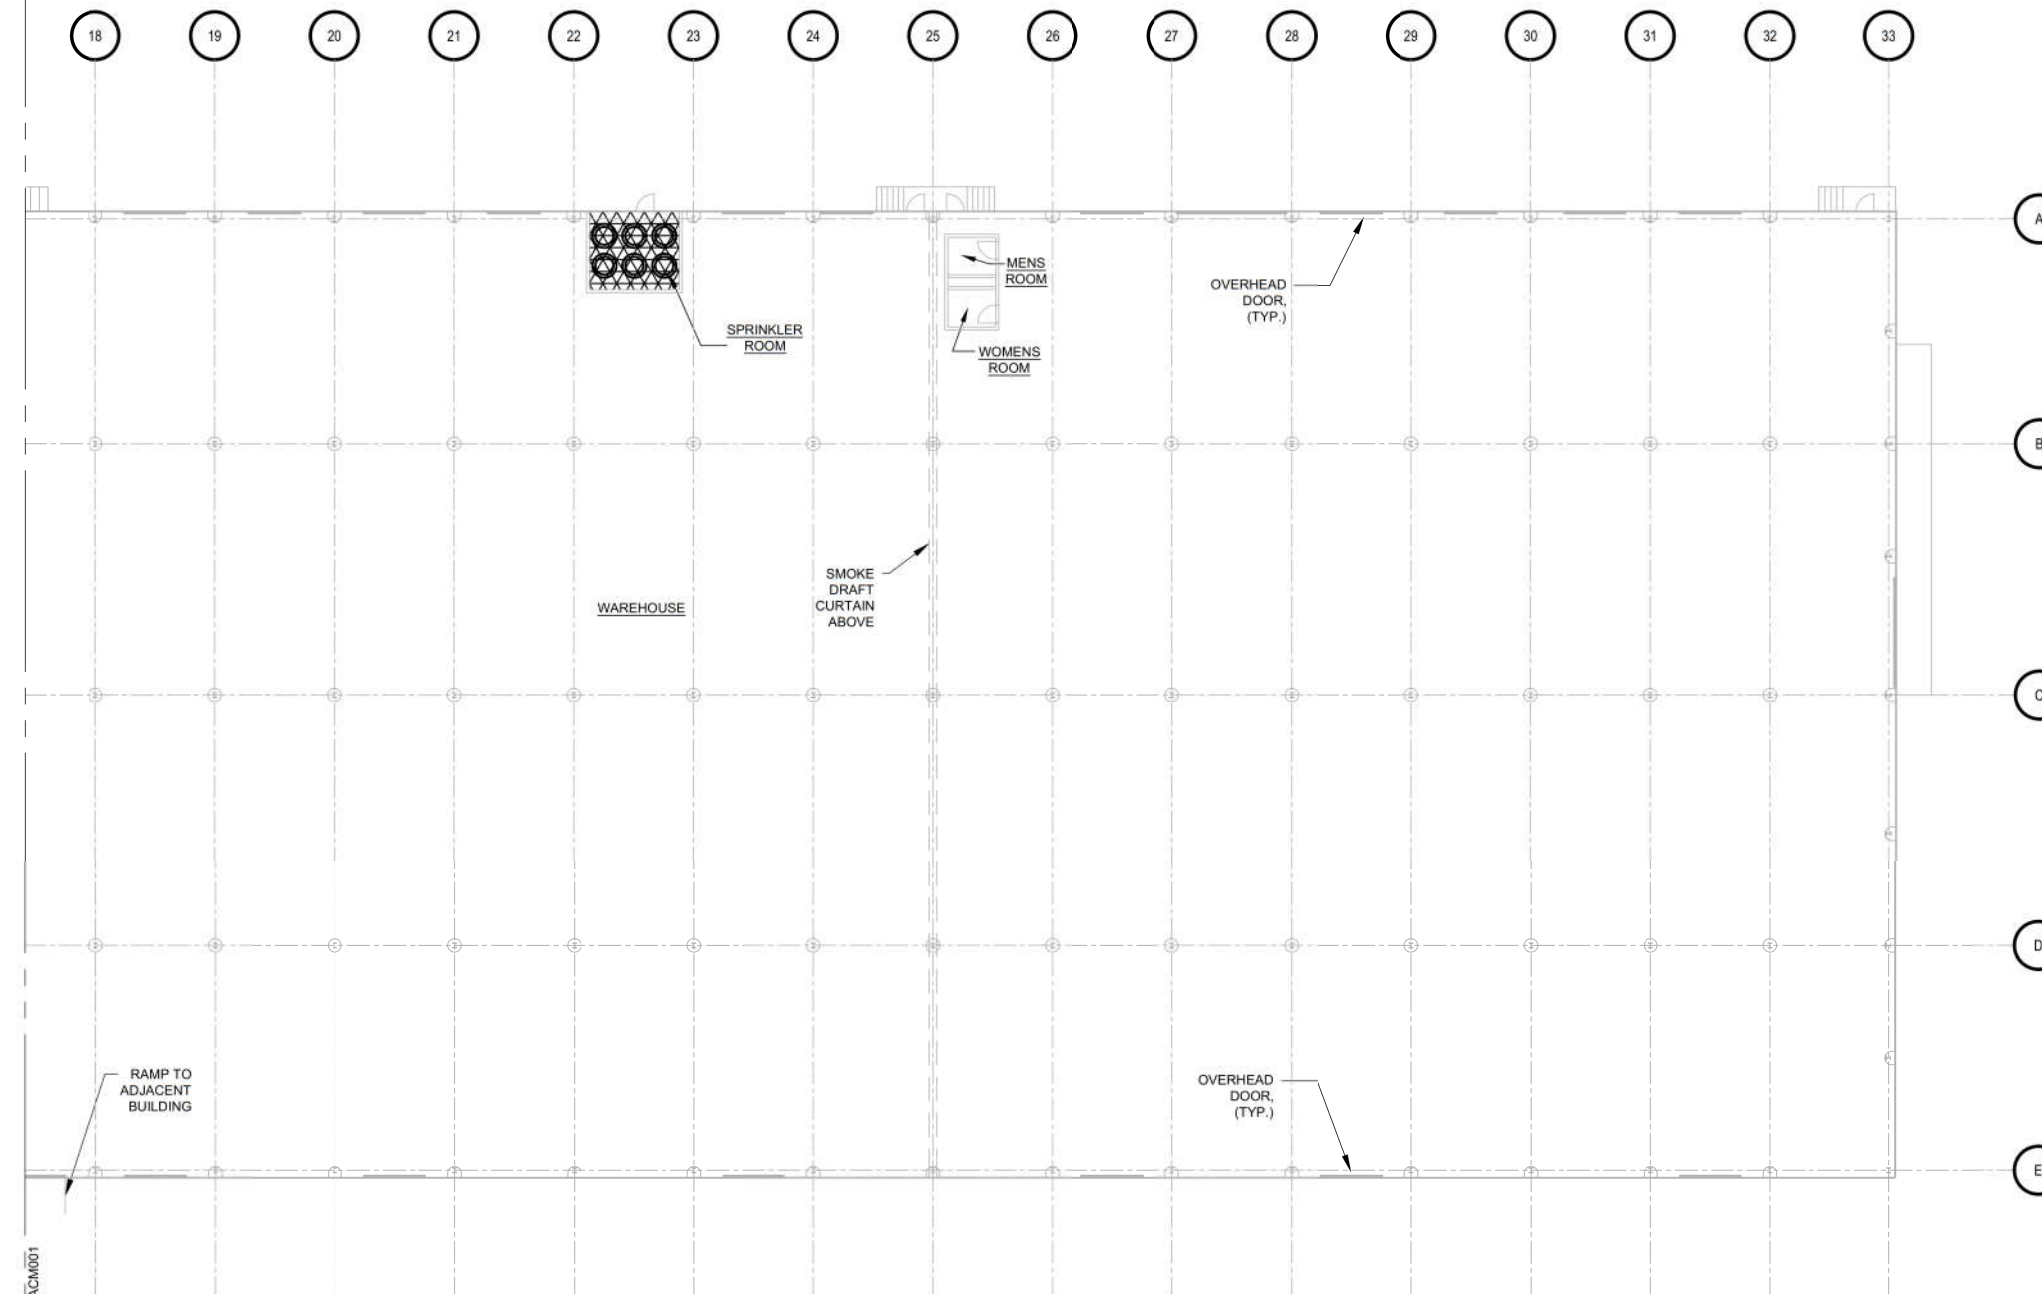 18 19 20 21 22 23 24 25 26 27 28 29 30 31 32 33
A
MENS
ROOM
OVERHEAD
DOOR,
(TYP.)
SPRINKLER
ROOM
WOMENS
ROOM
B
SMOKE
DRAFT
CURTAIN
ABOVE
WAREHOUSE
C
D
RAMP TO
ADJACENT
BUILDING
OVERHEAD
DOOR,
(TYP.)
E
ACM001